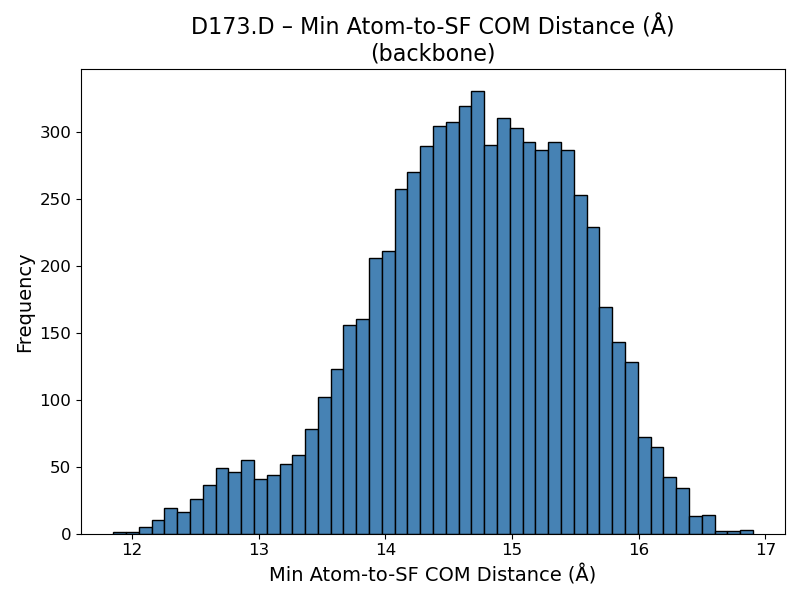 D173.D – Min Atom-to-SF COM Distance (Å)
(backbone)
Frequency
300
250
200
150
100
50
0
12 13 14 15 16 17
Min Atom-to-SF COM Distance (Å)